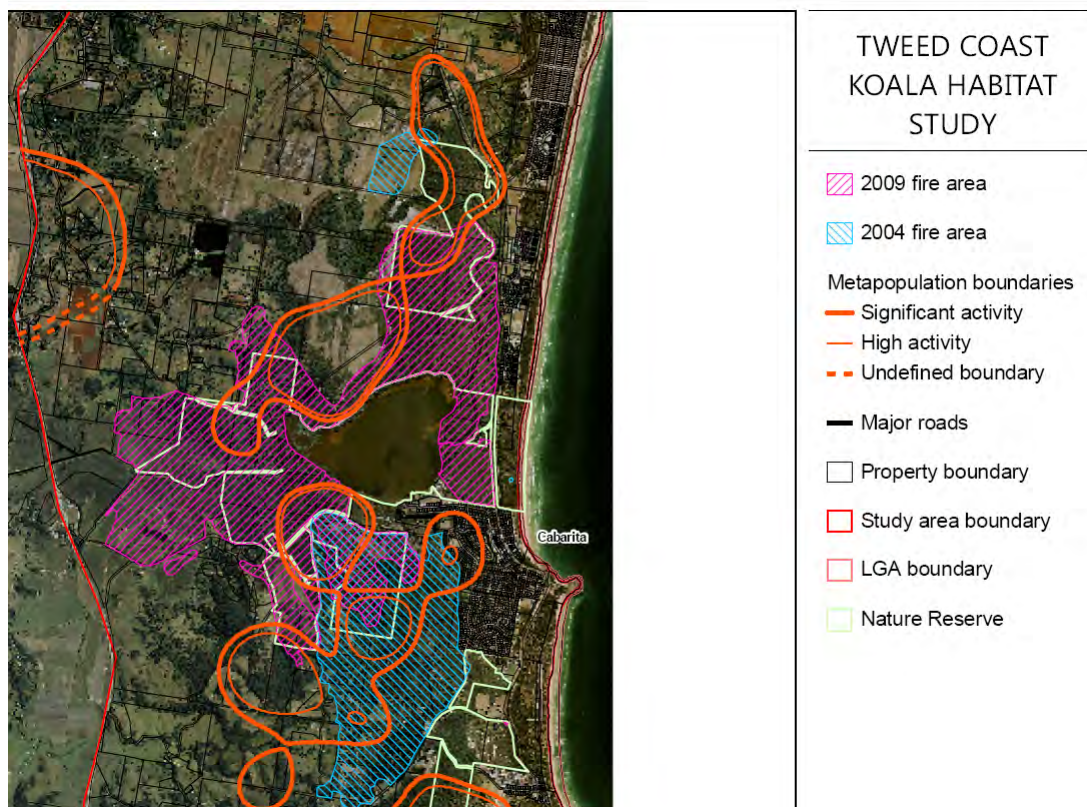 TWEED COAST
KOALA HABITAT
STUDY
2009 fire area
2004 fire area
Metapopulation boundaries
Significant activity
High activity
Undefined boundary
Major roads
Property boundary
Study area boundary
LGA boundary
Nature Reserve
Cabarita